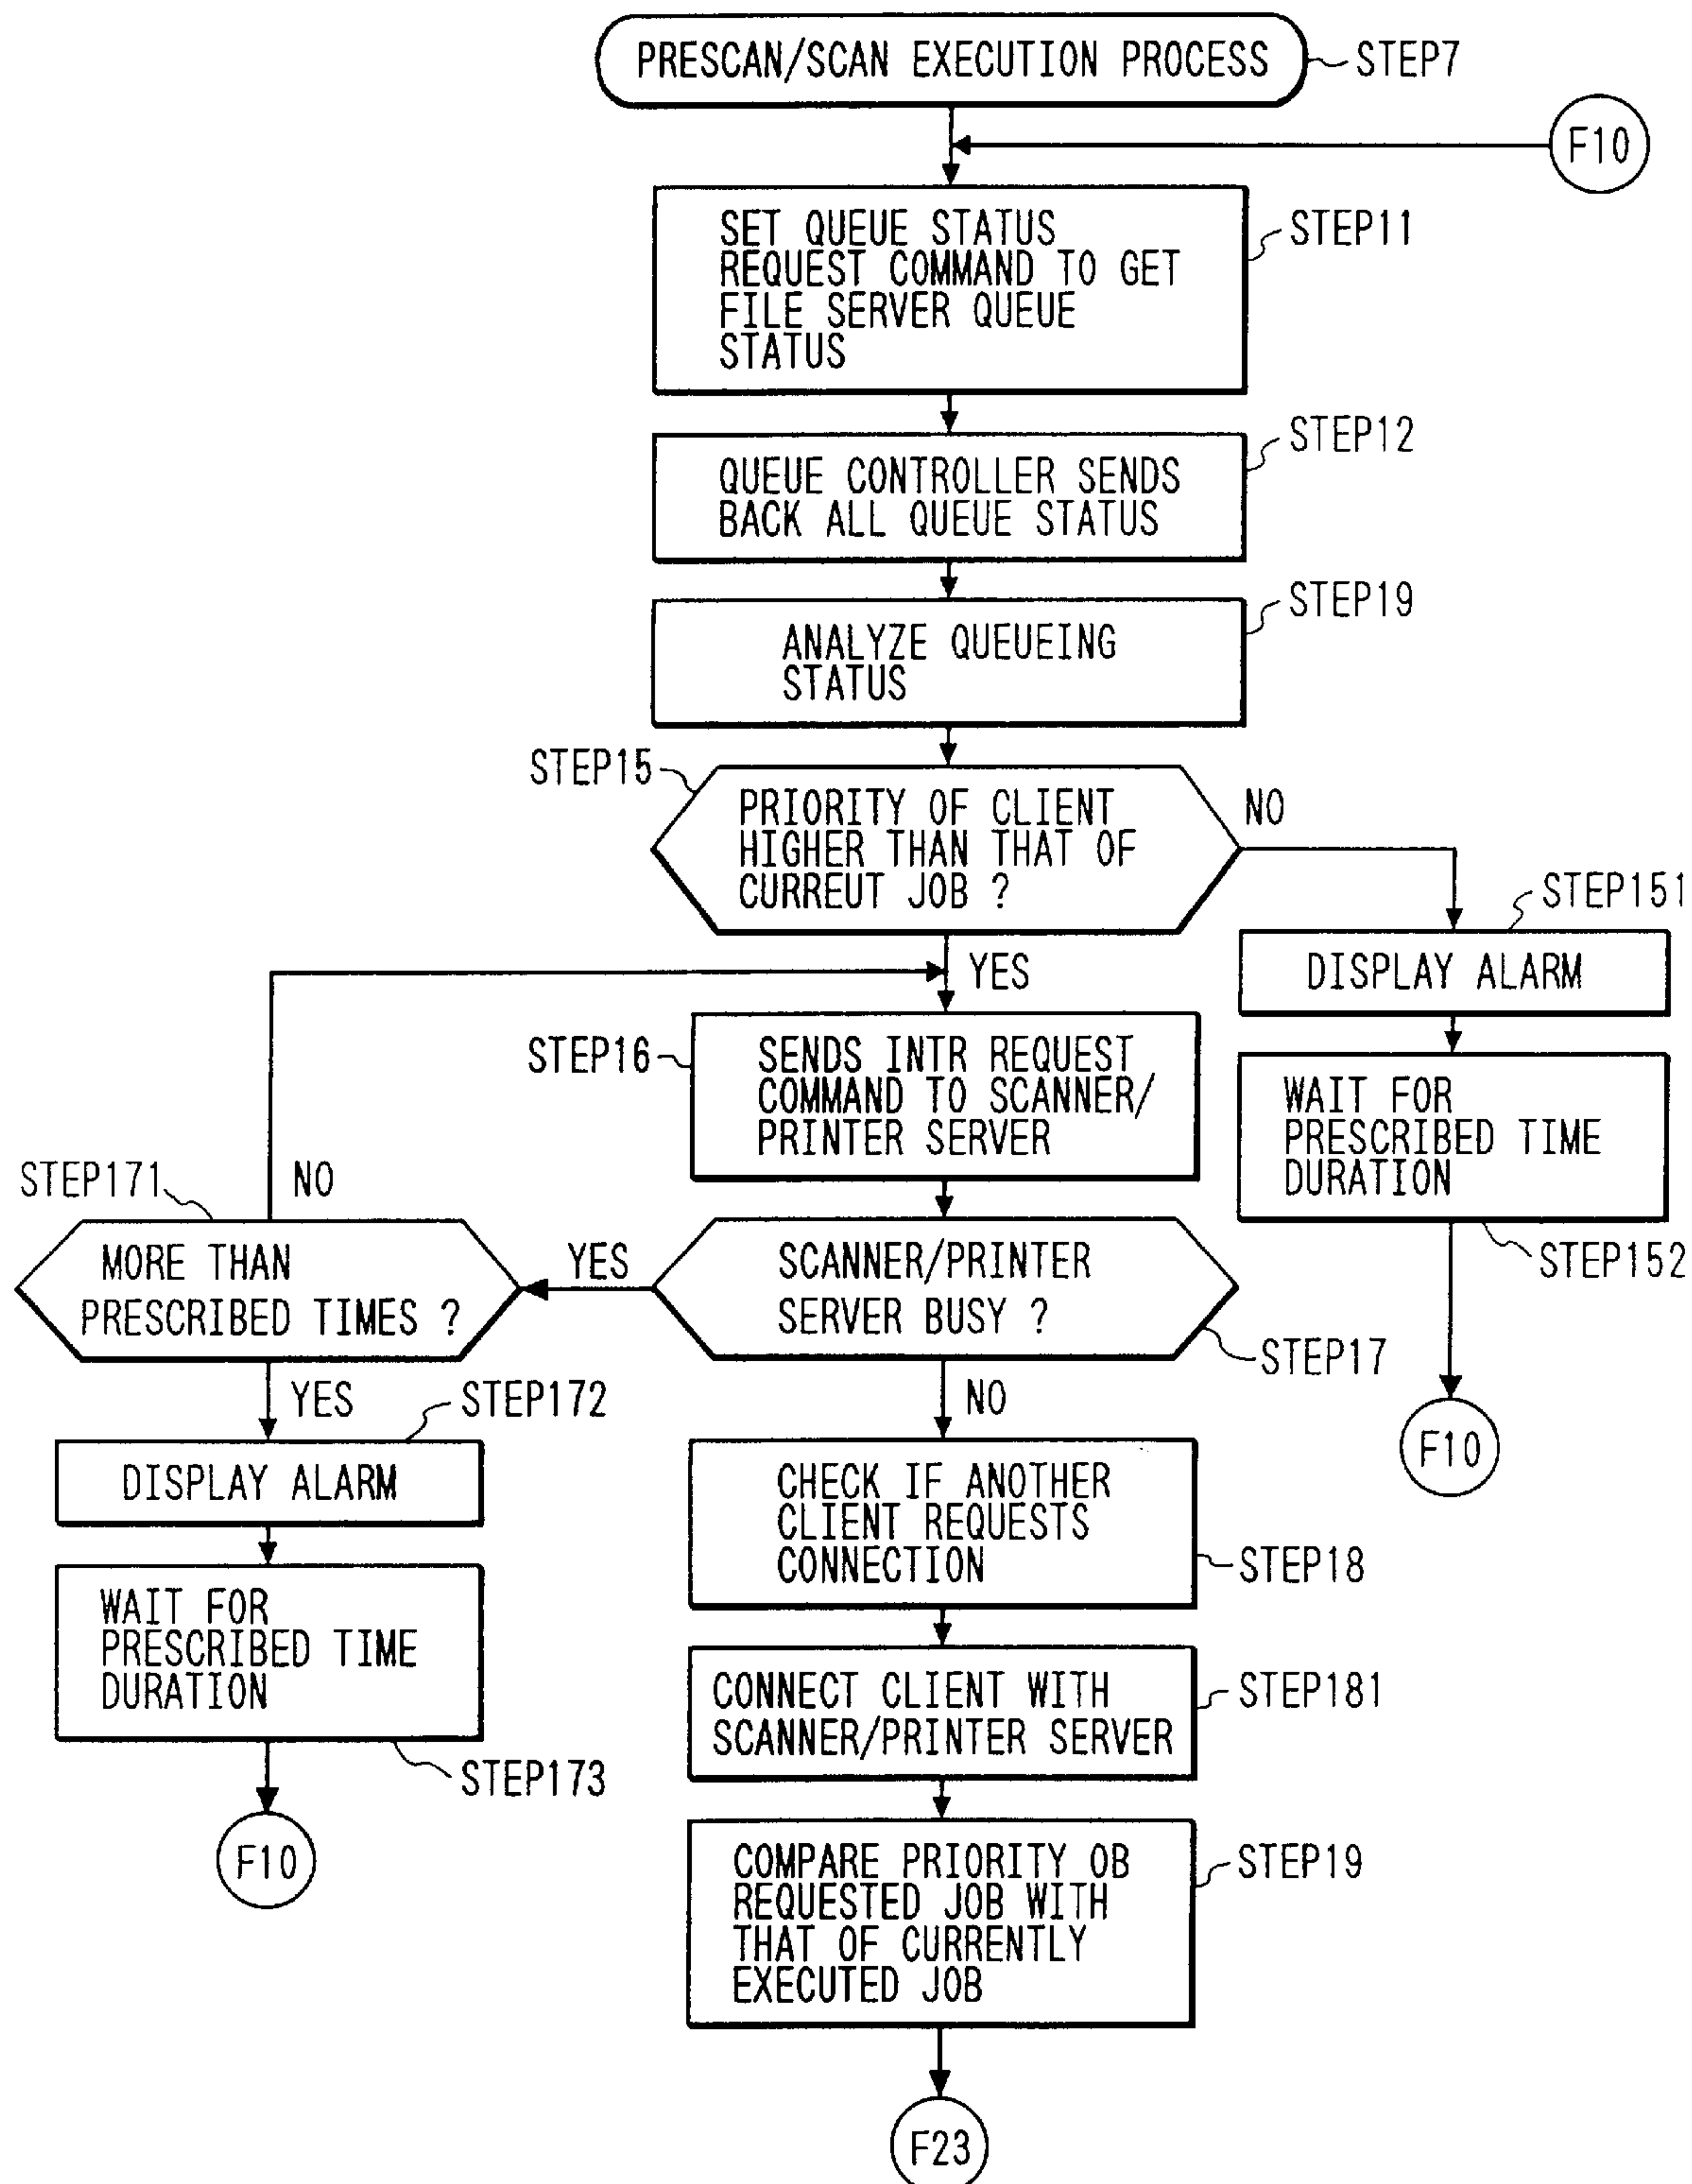 PRESCAN/SCAN EXECUTION PROCESS
STEP7
F10
SET QUEUE STATUS
REQUEST COMMAND TO GET
FILE SERVER QUEUE
STATUS
STEP11
QUEUE CONTROLLER SENDS
BACK ALL QUEUE STATUS
STEP12
ANALYZE QUEUEING
STATUS
STEP19
STEP15
PRIORITY OF CLIENT
HIGHER THAN THAT OF
CURREUT JOB ?
NO
YES
STEP151
DISPLAY ALARM
WAIT FOR
PRESCRIBED TIME
DURATION
STEP152
F10
STEP16
SENDS INTR REQUEST
COMMAND TO SCANNER/
PRINTER SERVER
SCANNER/PRINTER
SERVER BUSY ?
STEP17
YES
NO
STEP171
NO
MORE THAN
PRESCRIBED TIMES ?
YES
STEP172
DISPLAY ALARM
WAIT FOR
PRESCRIBED TIME
DURATION
STEP173
F10
CHECK IF ANOTHER
CLIENT REQUESTS
CONNECTION
STEP18
CONNECT CLIENT WITH
SCANNER/PRINTER SERVER
STEP181
COMPARE PRIORITY OB
REQUESTED JOB WITH
THAT OF CURRENTLY
EXECUTED JOB
STEP19
F23